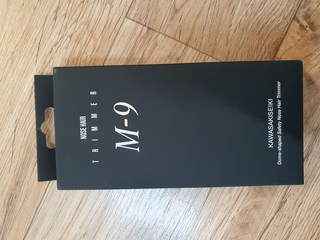 NOSE HAIR
TRIMMER
M-9
KAWASAKISEIKI
Dome-shaped Safety Nose Hair Trimmer